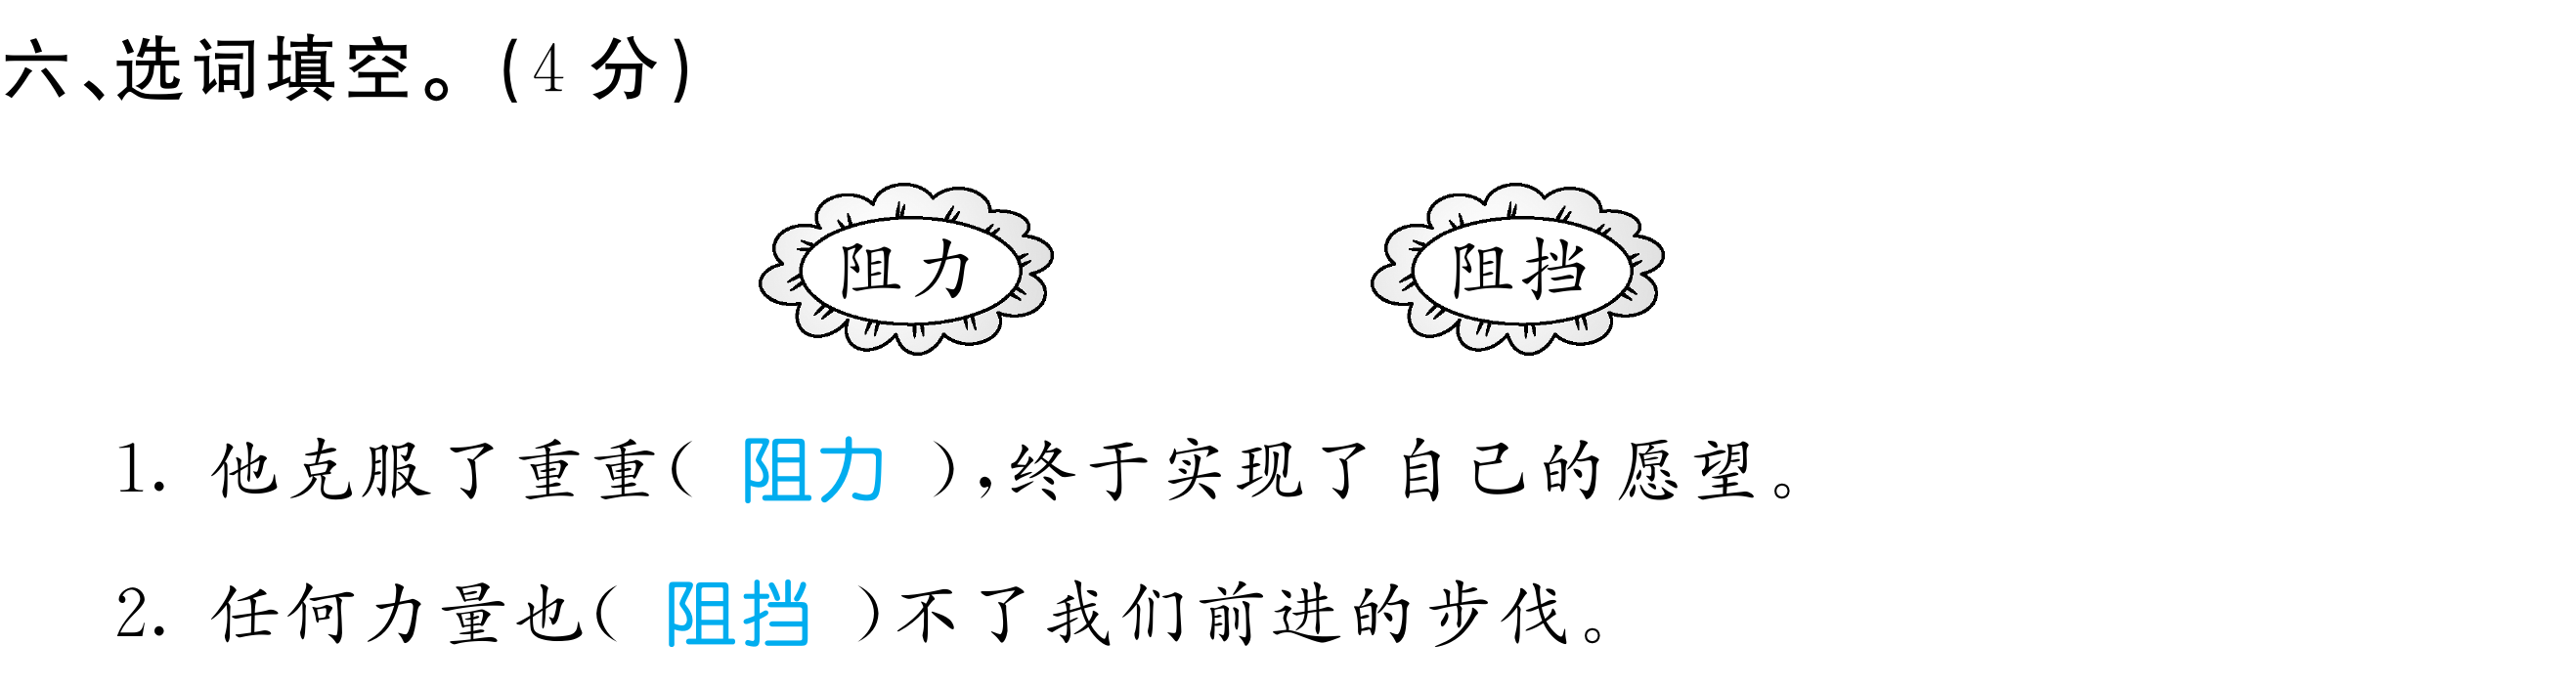 六、选词填空。(4 分)
阻力 阻挡
1. 他克服了重重( 阻力 ),终于实现了自己的愿望。
2. 任何力量也( 阻挡 )不了我们前进的步伐。